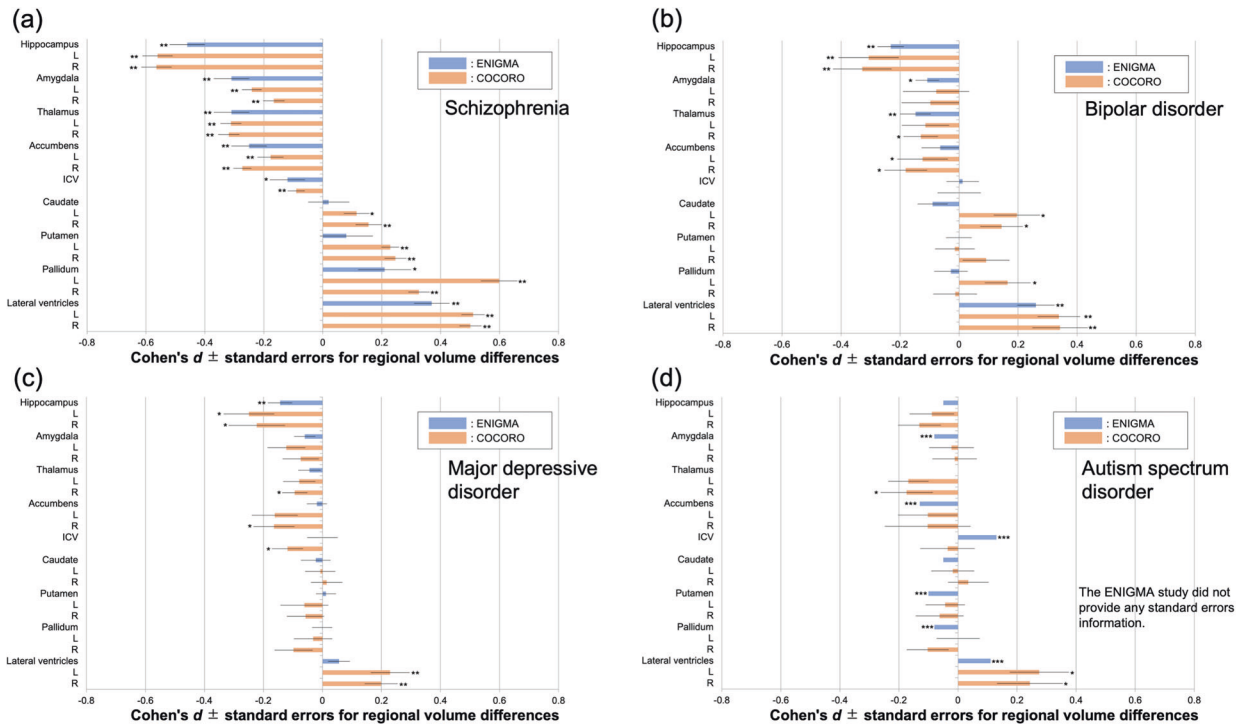 (a)
Hippocampus **
L **
R **
Amygdala **
L **
R **
Thalamus **
L **
R **
Accumbens **
L **
R **
ICV *
**
Caudate
L *
R **
Putamen
L **
R **
Pallidum *
L **
R **
Lateral ventricles **
L **
R **
: ENIGMA
: COCORO
Schizophrenia
-0.8 -0.6 -0.4 -0.2 0 0.2 0.4 0.6 0.8
Cohen's d ± standard errors for regional volume differences
(b)
Hippocampus **
L **
R **
Amygdala *
L
R
Thalamus **
L
R *
Accumbens
L *
R *
ICV
Caudate
L *
R *
Putamen
L
R
Pallidum
L *
R
Lateral ventricles **
L **
R **
: ENIGMA
: COCORO
Bipolar disorder
-0.8 -0.6 -0.4 -0.2 0 0.2 0.4 0.6 0.8
Cohen's d ± standard errors for regional volume differences
(c)
Hippocampus **
L *
R *
Amygdala
L
R
Thalamus
L
R *
Accumbens
L
R *
ICV
*
Caudate
L
R
Putamen
L
R
Pallidum
L
R
Lateral ventricles
L **
R **
: ENIGMA
: COCORO
Major depressive
disorder
-0.8 -0.6 -0.4 -0.2 0 0.2 0.4 0.6 0.8
Cohen's d ± standard errors for regional volume differences
(d)
Hippocampus
L
R
Amygdala ***
L
R
Thalamus
L
R *
Accumbens ***
L
R
ICV ***
Caudate
L
R
Putamen ***
L
R
Pallidum ***
L
R
Lateral ventricles ***
L *
R *
: ENIGMA
: COCORO
Autism spectrum
disorder
The ENIGMA study did not
provide any standard errors
information.
-0.8 -0.6 -0.4 -0.2 0 0.2 0.4 0.6 0.8
Cohen's d ± standard errors for regional volume differences